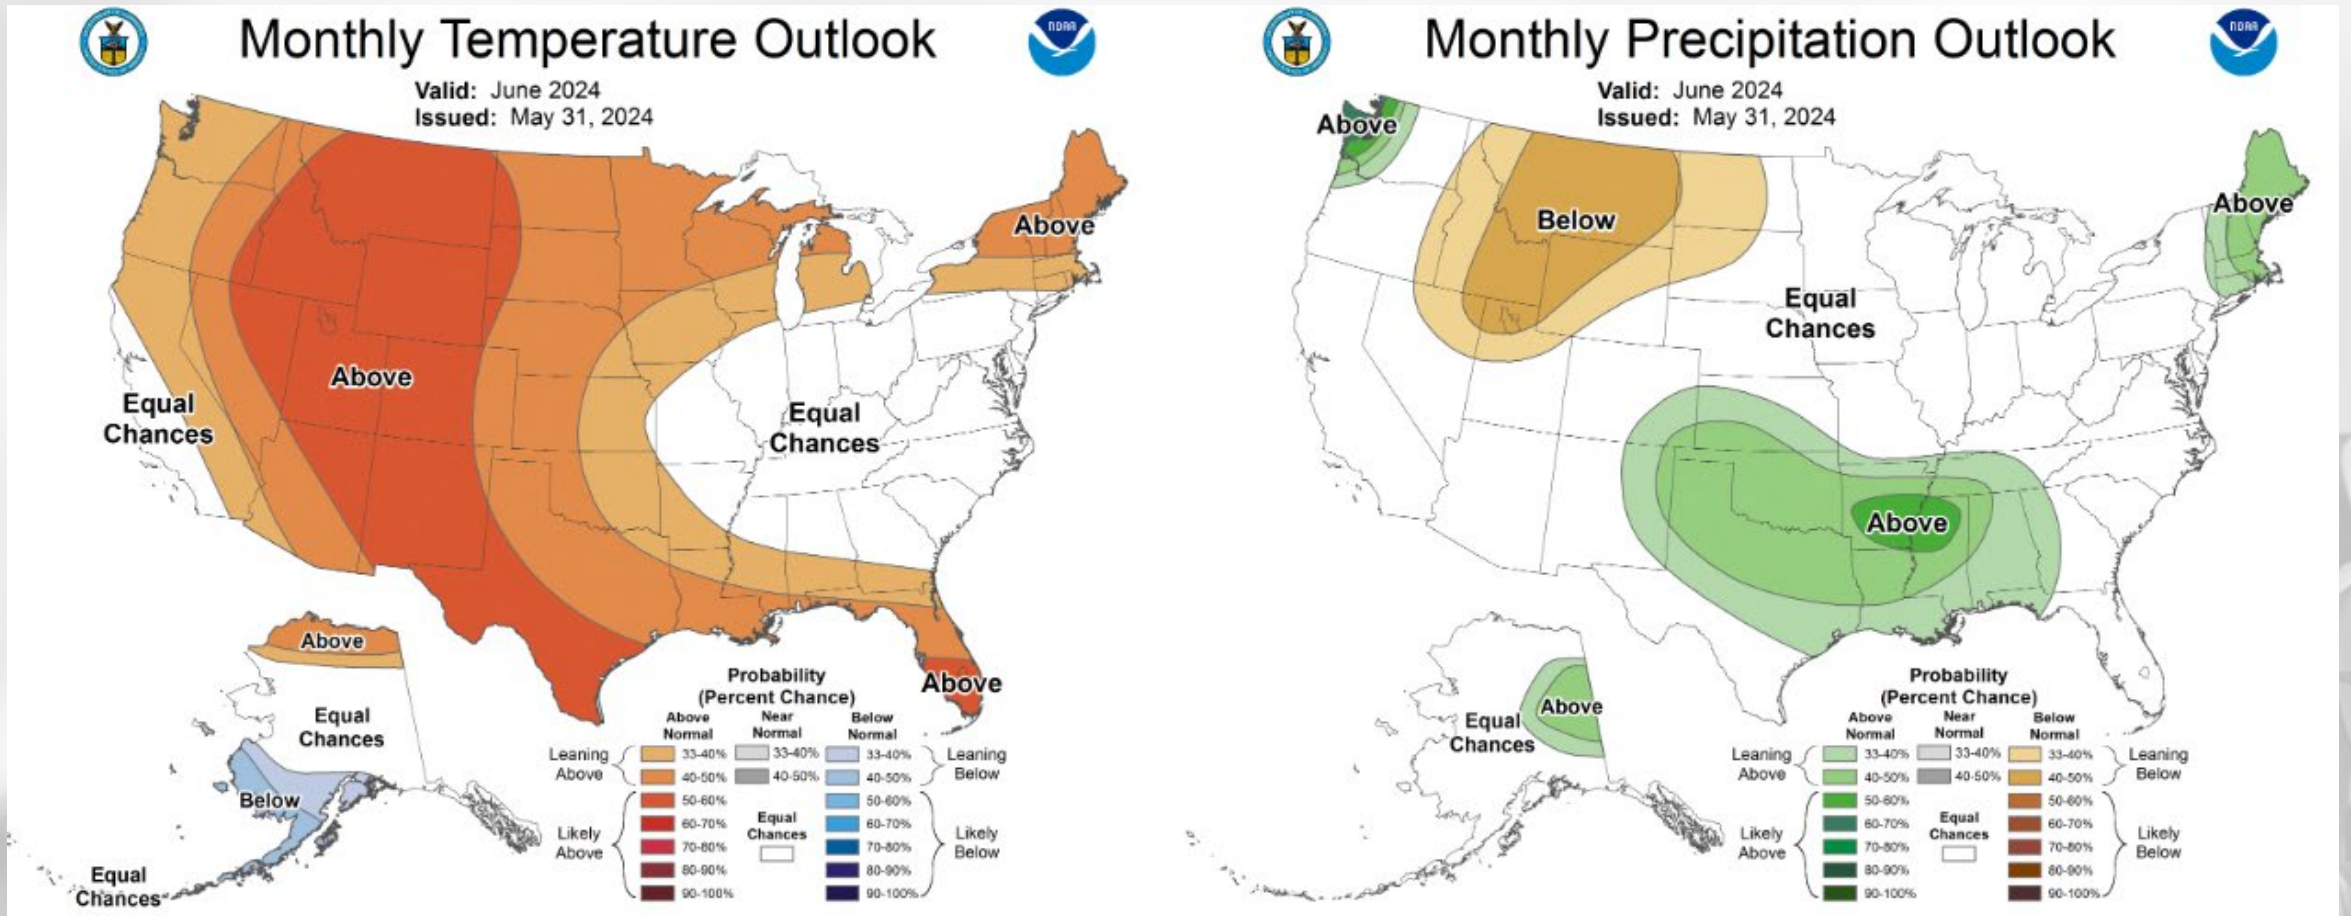 Monthly Temperature Outlook
Valid: June 2024
Issued: May 31, 2024
NOAA
Above
Above
Equal
Chances
Equal
Chances
Above
Above
Equal
Chances
Below
Equal
Chances
Probability
(Percent Chance)
Above
Normal
Near
Normal
Below
Normal
Leaning
Above
33-40%
33-40%
33-40%
Leaning
Below
40-50%
40-50%
40-50%
50-60%
50-60%
60-70%
60-70%
Equal
Chances
Likely
Above
70-80%
70-80%
Likely
Below
80-90%
80-90%
90-100%
90-100%
Monthly Precipitation Outlook
Valid: June 2024
Issued: May 31, 2024
NOAA
Above
Above
Below
Equal
Chances
Above
Above
Equal
Chances
Probability
(Percent Chance)
Above
Normal
Near
Normal
Below
Normal
Leaning
Above
33-40%
33-40%
33-40%
Leaning
Below
40-50%
40-50%
40-50%
50-60%
50-60%
60-70%
60-70%
Equal
Chances
Likely
Above
70-80%
70-80%
Likely
Below
80-90%
80-90%
90-100%
90-100%